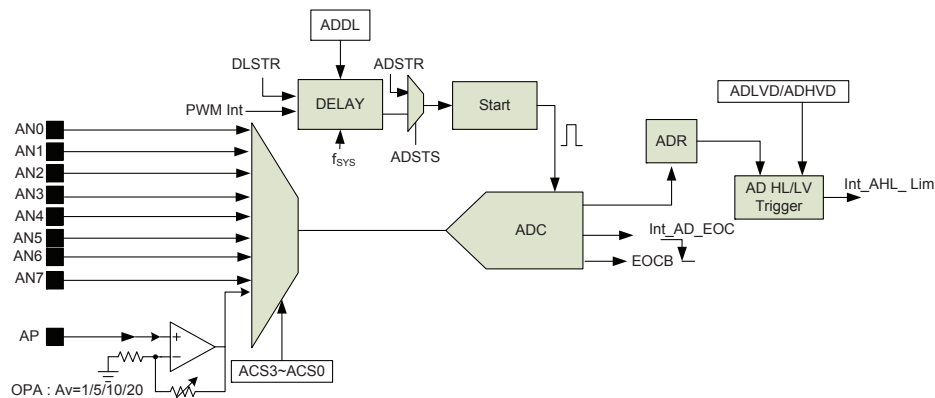 ADDL
DLSTR
ADSTR
DELAY
Start
PWM Int
ADLVD/ADHVD
fSYS
ADSTS
AN0
AN1
AN2
AN3
AN4
AN5
AN6
AN7
ADR
AD HL/LV
Trigger
Int_AHL_ Lim
ADC
Int_AD_EOC
EOCB
AP
+
−
ACS3~ACS0
OPA : Av=1/5/10/20